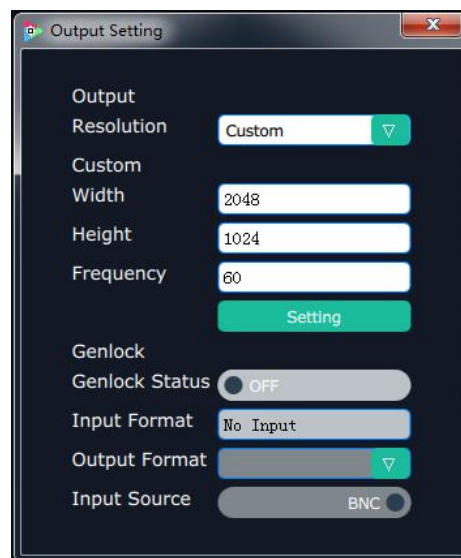 Output Setting
Output
Resolution Custom
Custom
Width 2048
Height 1024
Frequency 60
Setting
Genlock
Genlock Status OFF
Input Format No Input
Output Format
Input Source BNC